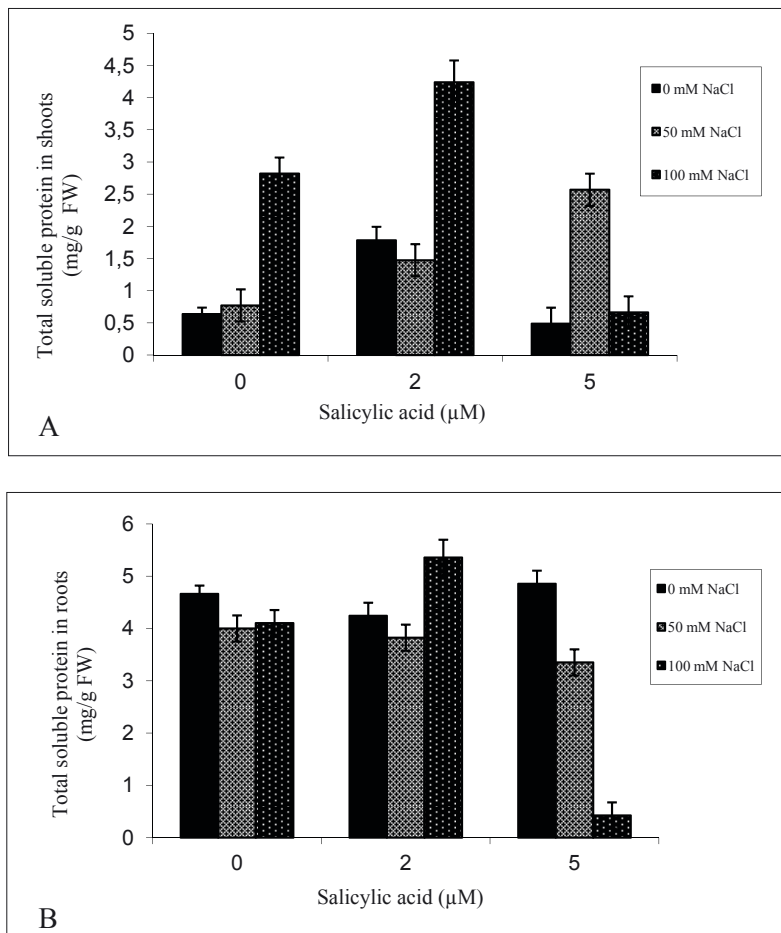 Total soluble protein in shoots
(mg/g  FW)
5
4,5
4
3,5
3
2,5
2
1,5
1
0,5
0
0
2
5
Salicylic acid (µM)
0 mM NaCl
50 mM NaCl
100 mM NaCl
A
Total soluble protein in roots
(mg/g FW)
6
5
4
3
2
1
0
0
2
5
Salicylic acid (µM)
0 mM NaCl
50 mM NaCl
100 mM NaCl
B